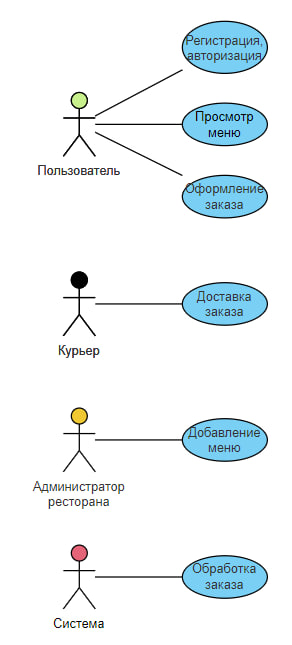 Регистрация,
авторизация
Просмотр
меню
Пользователь
Оформление
заказа
Доставка
заказа
Курьер
Добавление
меню
Администратор
ресторана
Обработка
заказа
Система